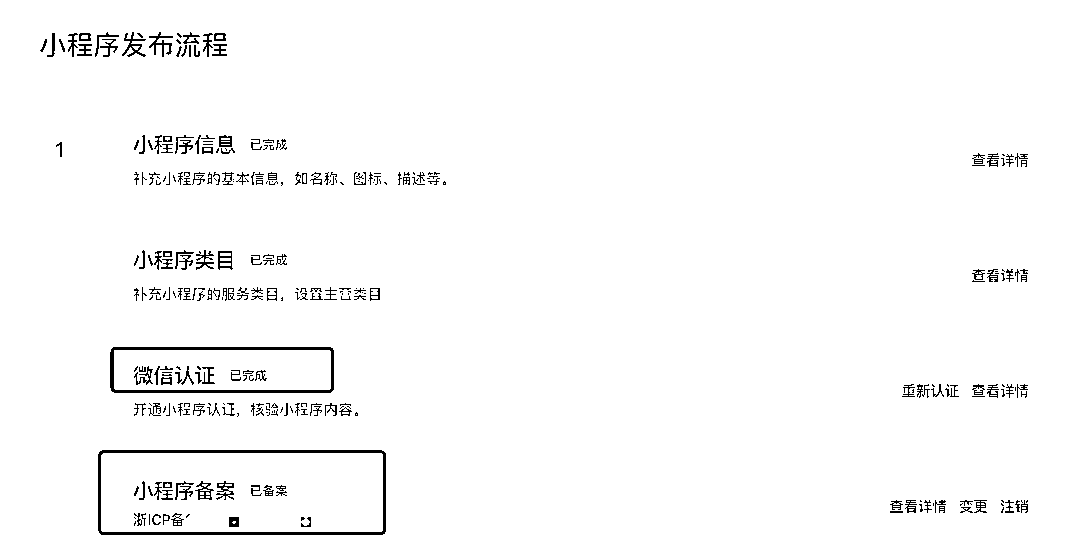 小程序发布流程
1
小程序信息 已完成
补充小程序的基本信息，如名称、图标、描述等。
查看详情
小程序类目 已完成
补充小程序的服务类目，设置主营类目
查看详情
微信认证 已完成
开通小程序认证，核验小程序内容。
重新认证 查看详情
小程序备案 已备案
浙ICP备
查看详情 变更 注销